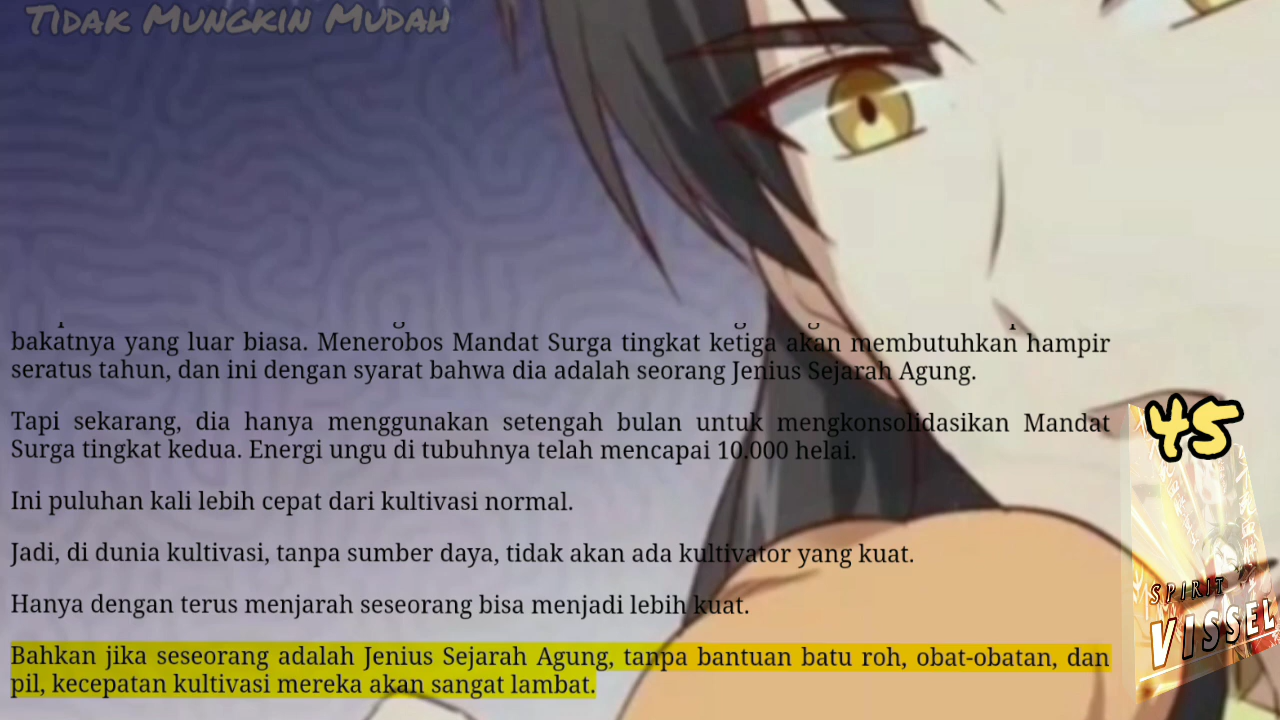 Tidak Mungkin Mudah
bakatnya yang luar biasa. Menerobos Mandat Surga tingkat ketiga akan membutuhkan hampir
seratus tahun, dan ini dengan syarat bahwa dia adalah seorang Jenius Sejarah Agung.
Tapi sekarang, dia hanya menggunakan setengah bulan untuk mengkonsolidasikan Mandat
Surga tingkat kedua. Energi ungu di tubuhnya telah mencapai 10.000 helai.
Ini puluhan kali lebih cepat dari kultivasi normal.
Jadi, di dunia kultivasi, tanpa sumber daya, tidak akan ada kultivator yang kuat.
Hanya dengan terus menjarah seseorang bisa menjadi lebih kuat.
Bahkan jika seseorang adalah Jenius Sejarah Agung, tanpa bantuan batu roh, obat-obatan, dan
pil, kecepatan kultivasi mereka akan sangat lambat.
45
SPIRIT
VISSEL